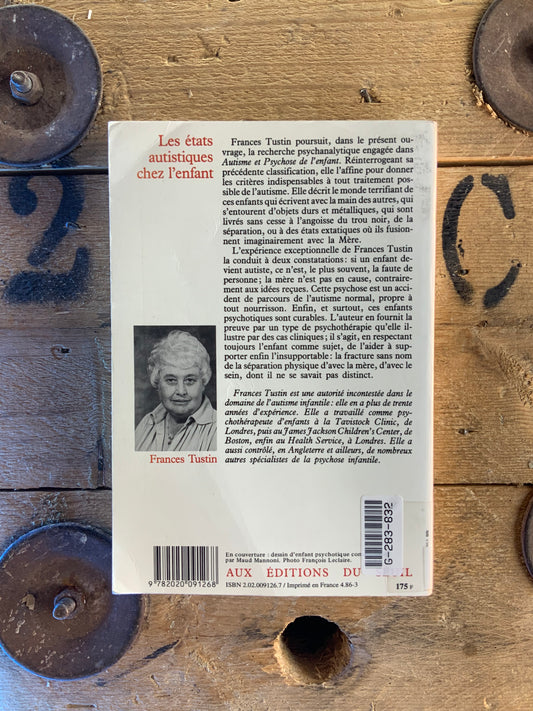 2
C
Les états
autistiques
chez l'enfant
Frances Tustin poursuit, dans le présent ou-
vrage, la recherche psychanalytique engagée dans
Autisme et Psychose de l'enfant. Réinterrogeant sa
précédente classification, elle l'affine pour donner
les critères indispensables à tout traitement pos-
sible de l'autisme. Elle décrit le monde terrifiant de
ces enfants qui écrivent avec la main des autres, qui
s'entourent d'objets durs et métalliques, qui sont
livrés sans cesse à l'angoisse du trou noir, de la
séparation, ou à des états extatiques où ils fusion-
nent imaginairement avec la Mère.
L'expérience exceptionnelle de Frances Tustin
la conduit à deux constatations : si un enfant de-
vient autiste, ce n'est, le plus souvent, la faute de
personne ; la mère n'est pas en cause, contraire-
ment aux idées reçues. Cette psychose est un acci-
dent de parcours de l'autisme normal, propre à
tout nourrisson. Enfin, et surtout, ces enfants
psychotiques sont curables. L'auteur en fournit la
preuve par un type de psychothérapie qu'elle il-
lustre par des cas cliniques ; il s'agit, en respectant
toujours l'enfant comme sujet, de l'aider à sup-
porter enfin l'insupportable : la fracture sans nom
de la séparation physique d'avec la mère, d'avec le
sein, dont il ne se savait pas distinct.
Frances Tustin est une autorité incontestée dans le
domaine de l'autisme infantile : elle en a plus de trente
années d'expérience. Elle a travaillé comme psy-
chothérapeute d'enfants à la Tavistock Clinic, de
Londres, puis au James Jackson Children's Center, de
Boston, enfin au Health Service, à Londres. Elle a
aussi contrôlé, en Angleterre et ailleurs, de nombreux
autres spécialistes de la psychose infantile.
Frances Tustin
G-283-832
En couverture : dessin d'enfant psychotique
par Maud Mannoni. Photo François Leclaire.
AUX ÉDITIONS DU
ISBN 2.02.009126.7 / Imprimé en France 4.86-3
175 F
9 782020 091268